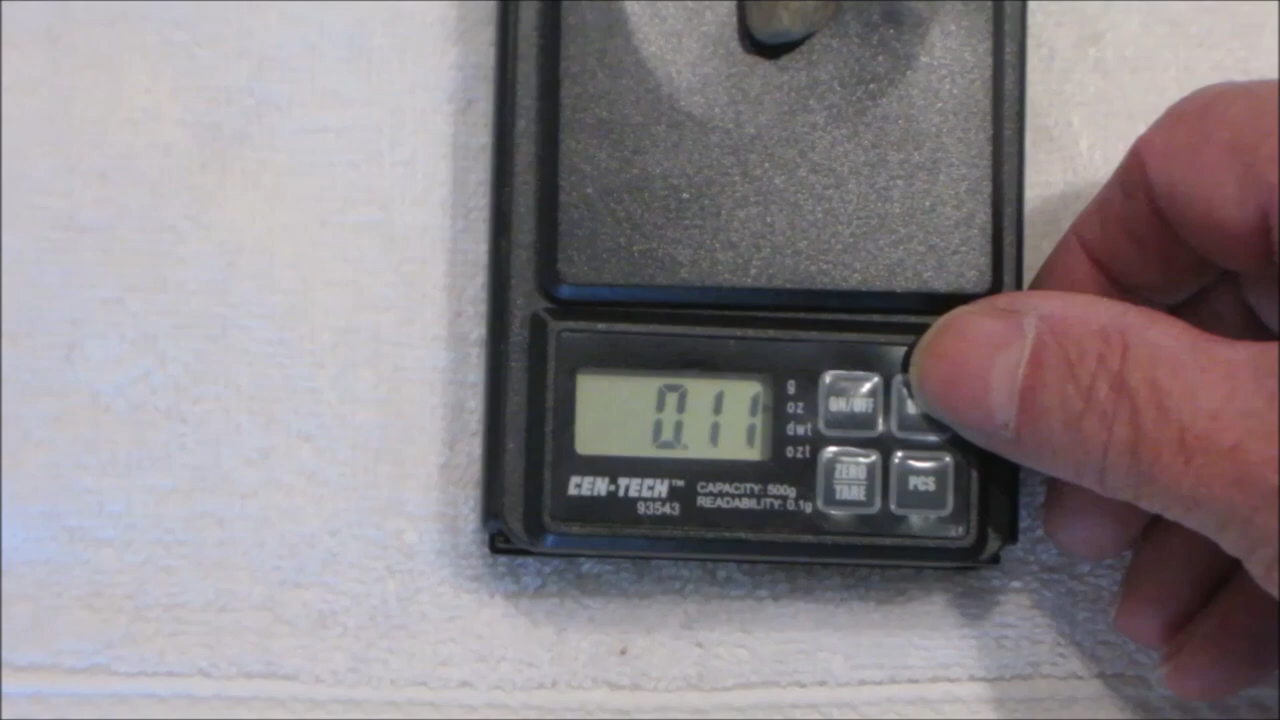 0.11
g
oz
dwt
ozt
ON/OFF
ZERO
TARE
PCS
CEN-TECH™
93543
CAPACITY: 500g
READABILITY: 0.1g